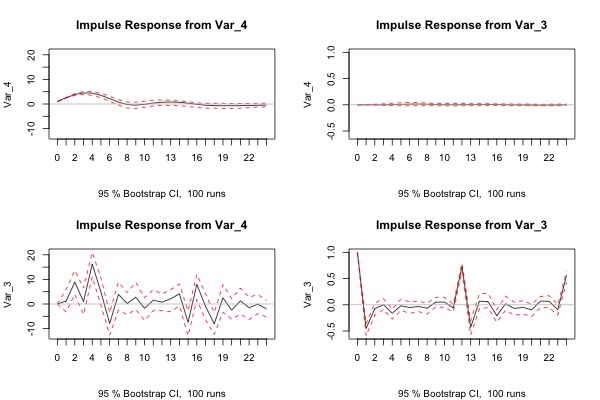 Impulse Response from Var_4
Var_4
20
10
0
-10
0 2 4 6 8 10 13 16 19 22
95 % Bootstrap CI, 100 runs
Impulse Response from Var_3
Var_4
1.0
0.5
0.0
-0.5
0 2 4 6 8 10 13 16 19 22
95 % Bootstrap CI, 100 runs
Impulse Response from Var_4
Var_3
20
10
0
-10
0 2 4 6 8 10 13 16 19 22
95 % Bootstrap CI, 100 runs
Impulse Response from Var_3
Var_3
1.0
0.5
0.0
-0.5
0 2 4 6 8 10 13 16 19 22
95 % Bootstrap CI, 100 runs